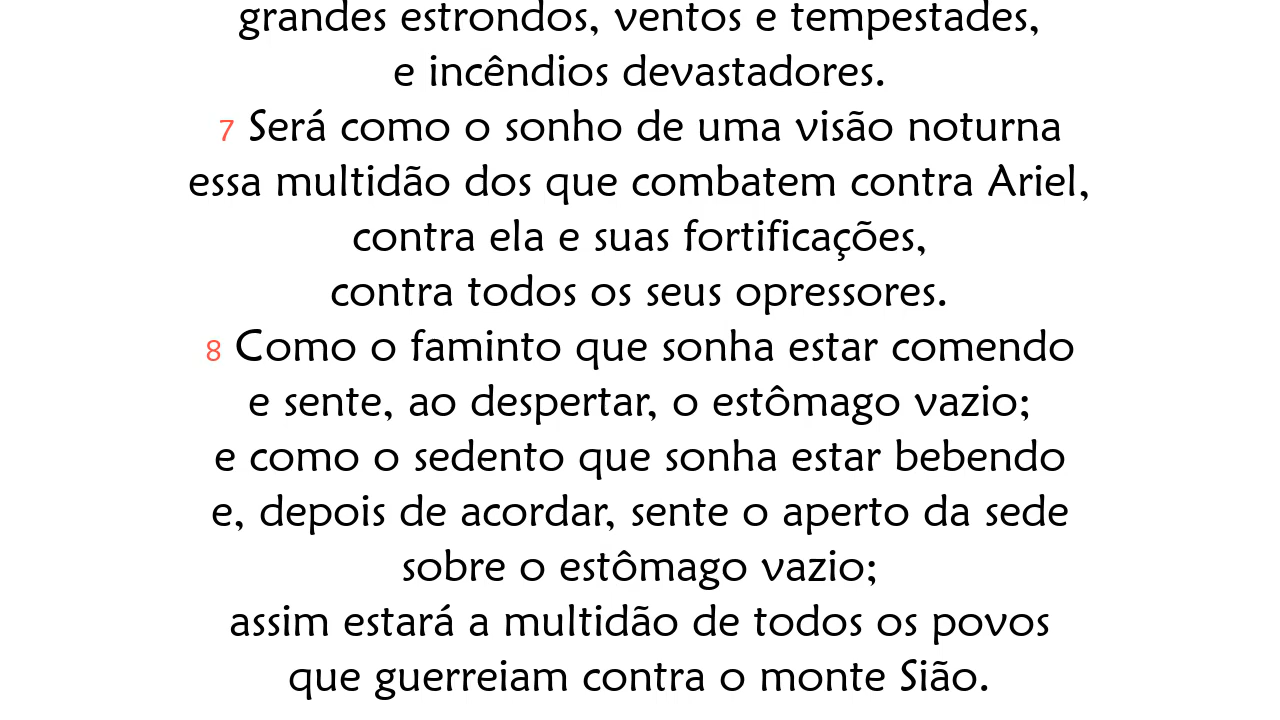 grandes estrondos, ventos e tempestades,
e incêndios devastadores.
7 Será como o sonho de uma visão noturna
essa multidão dos que combatem contra Ariel,
contra ela e suas fortificações,
contra todos os seus opressores.
8 Como o faminto que sonha estar comendo
e sente, ao despertar, o estômago vazio;
e como o sedento que sonha estar bebendo
e, depois de acordar, sente o aperto da sede
sobre o estômago vazio;
assim estará a multidão de todos os povos
que guerreiam contra o monte Sião.